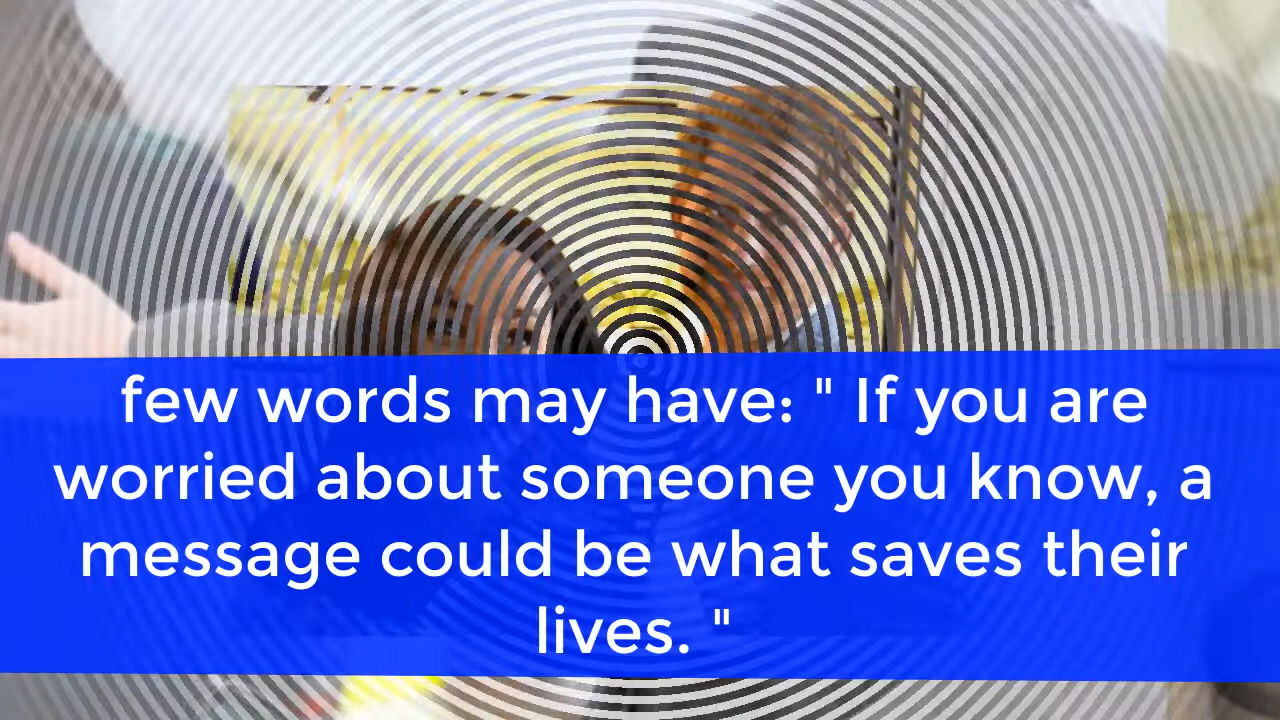 few words may have: " If you are
worried about someone you know, a
message could be what saves their
lives. "